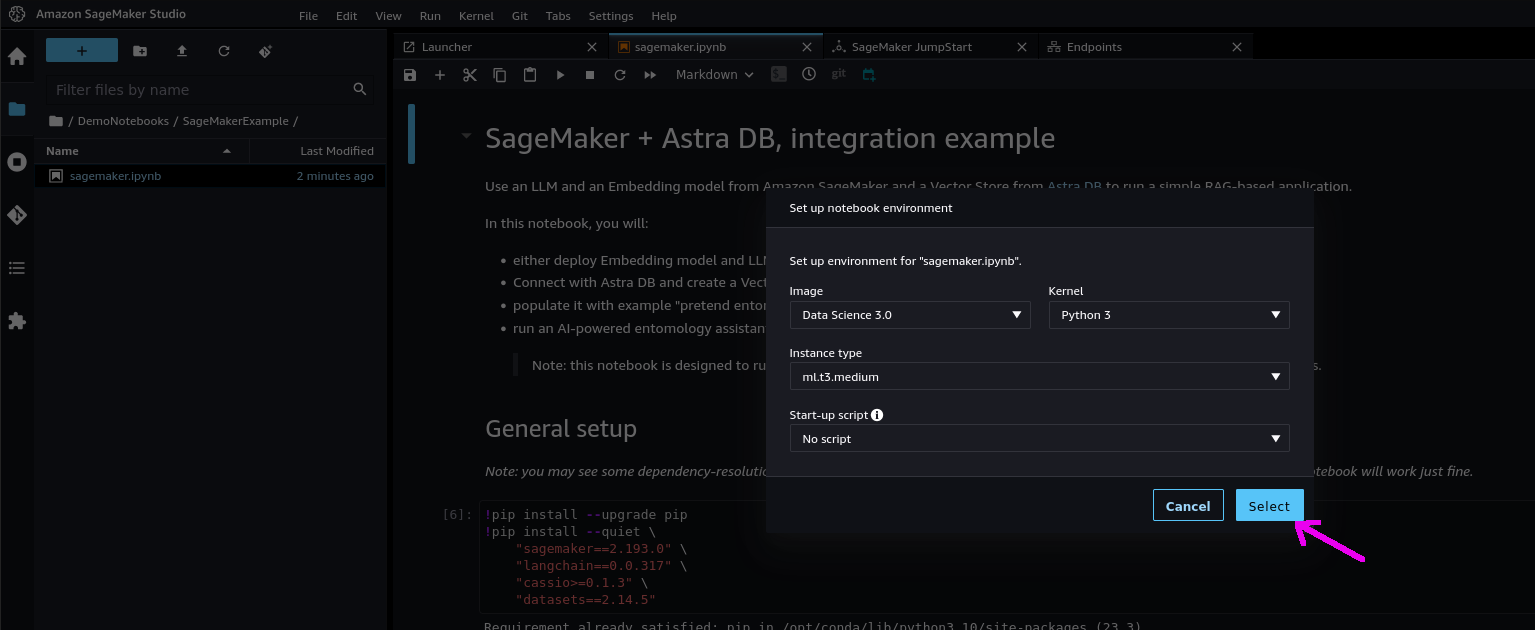 Amazon SageMaker Studio
File Edit View Run Kernel Git Tabs Settings Help
+
Filter files by name
/ DemoNotebooks / SageMakerExample /
Name Last Modified
sagemaker.ipynb 2 minutes ago
Launcher sagemaker.ipynb SageMaker JumpStart Endpoints
Markdown git
SageMaker + Astra DB, integration example
Use an LLM and an Embedding model from Amazon SageMaker and a Vector Store from Astra DB to run a simple RAG-based application.
In this notebook, you will:
• either deploy Embedding model and LLM
• Connect with Astra DB and create a Vect
• populate it with example "pretend entor
• run an AI-powered entomology assistan
Note: this notebook is designed to ru s.
General setup
Note: you may see some dependency-resolutio tebook will work just fine.
[6]: !pip install --upgrade pip
!pip install --quiet \
"sagemaker==2.193.0" \
"langchain==0.0.317" \
"cassio>=0.1.3" \
"datasets==2.14.5"
Requirement already satisfied: pip in /opt/conda/lib/python3.10/site-packages (23.3)
Set up notebook environment
Set up environment for "sagemaker.ipynb".
Image Kernel
Data Science 3.0 Python 3
Instance type
ml.t3.medium
Start-up script
No script
Cancel Select